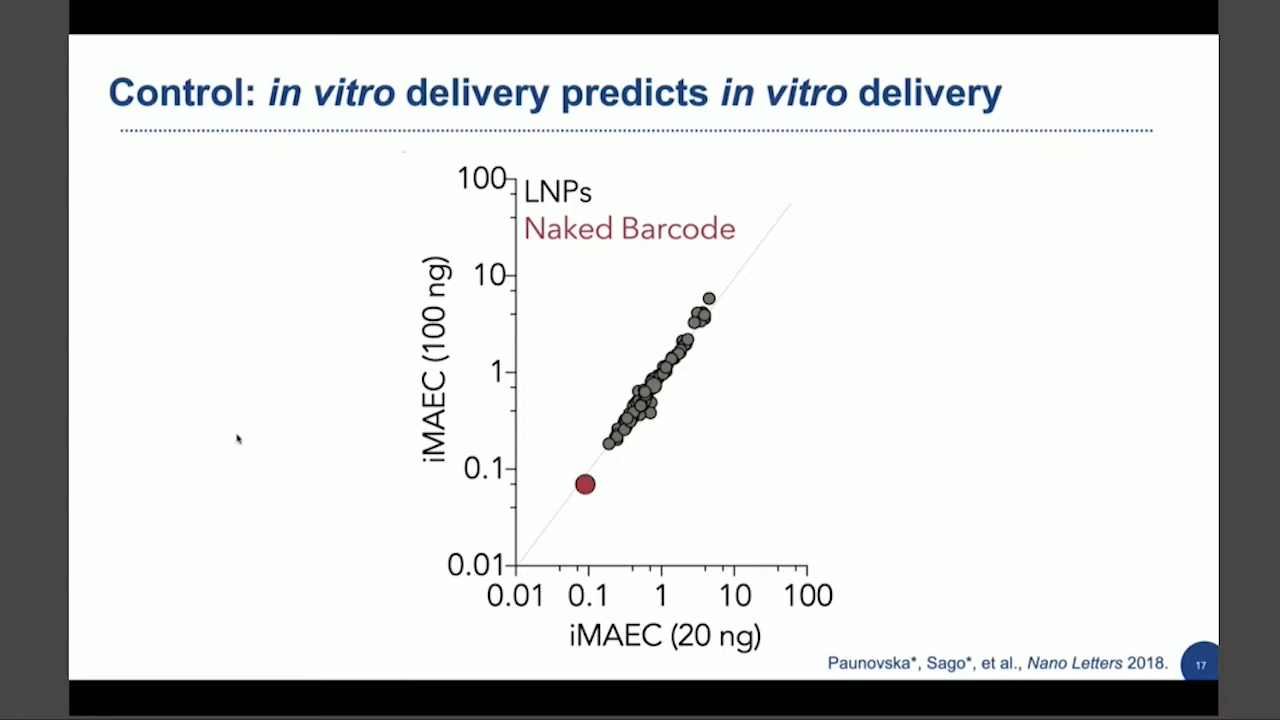 Control: in vitro delivery predicts in vitro delivery
100
LNPs
Naked Barcode
10
1
0.1
0.01
iMAEC (100 ng)
0.01 0.1 1 10 100
iMAEC (20 ng)
Paunovska*, Sago*, et al., Nano Letters 2018.
17